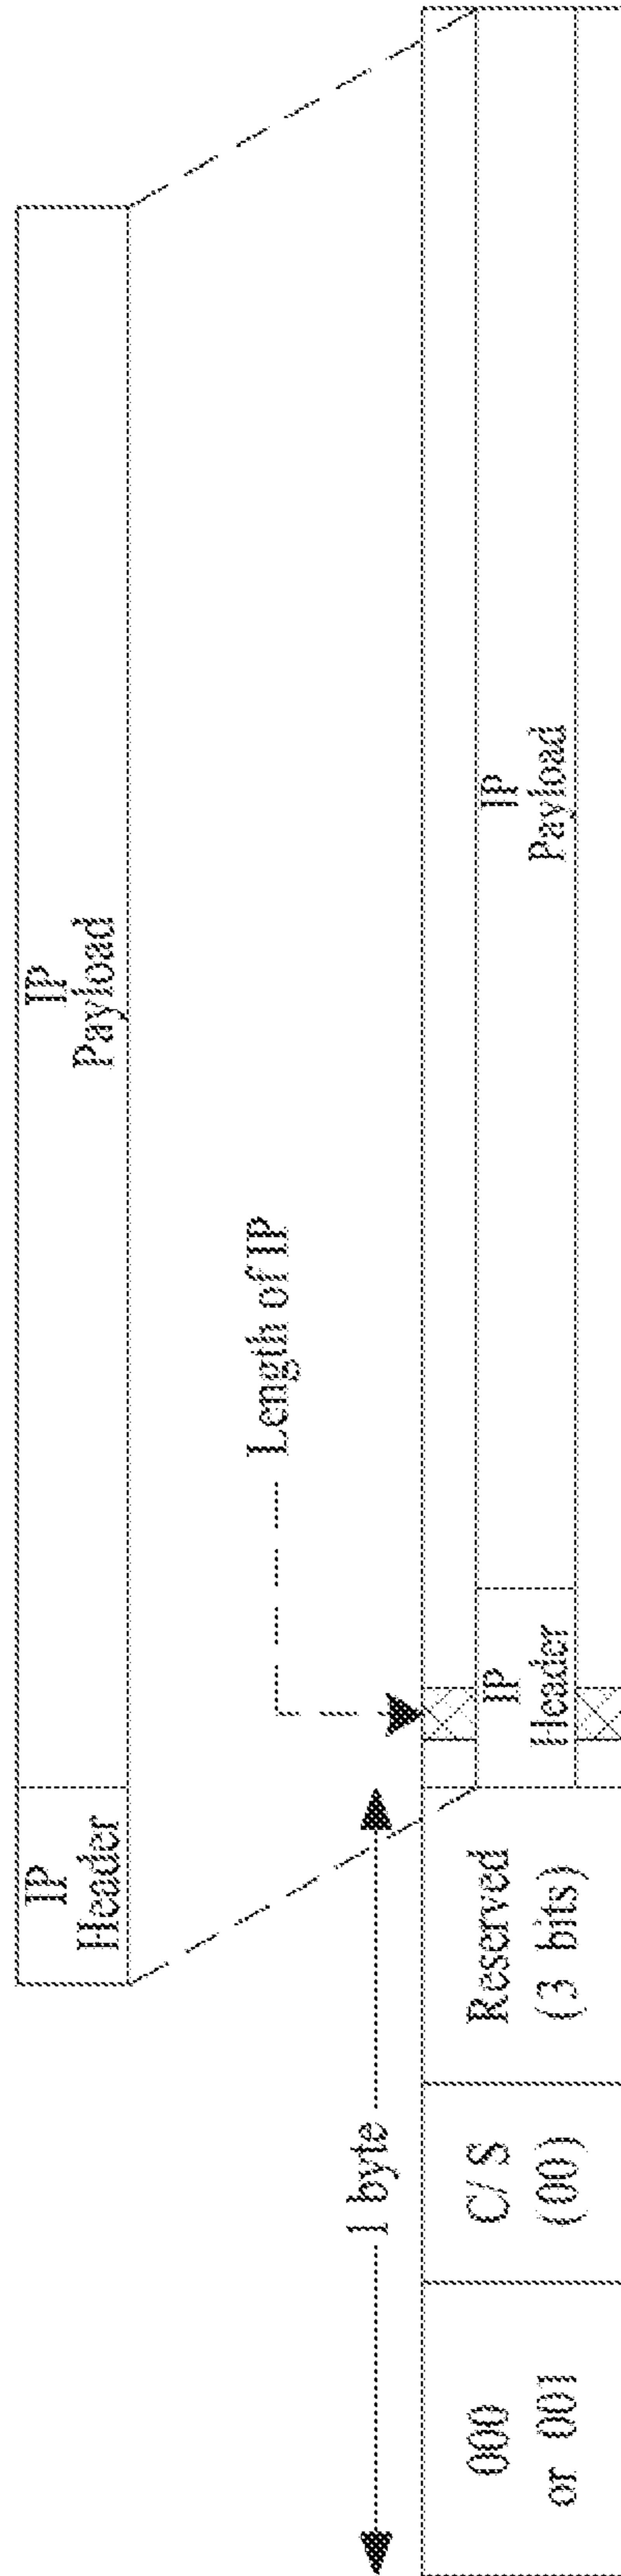 IP
Header
IP
Payload
Length of IP
1 byte
000
or 001
C/S
(00)
Reserved
(3 bits)
IP
Header
IP
Payload